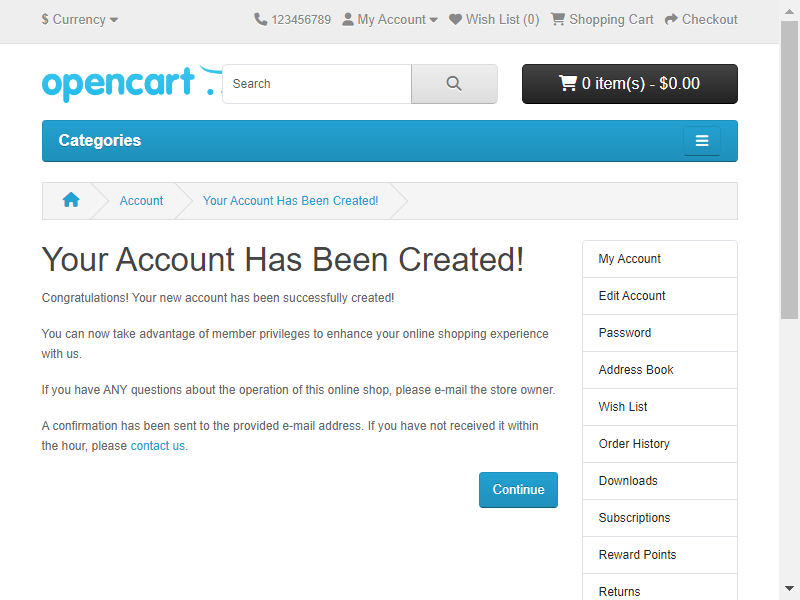 $ Currency
123456789
My Account
Wish List (0)
Shopping Cart
Checkout
opencart
Search
0 item(s) - $0.00
Categories
Account
Your Account Has Been Created!
Your Account Has Been Created!
Congratulations! Your new account has been successfully created!
You can now take advantage of member privileges to enhance your online shopping experience
with us.
If you have ANY questions about the operation of this online shop, please e-mail the store owner.
A confirmation has been sent to the provided e-mail address. If you have not received it within
the hour, please contact us.
Continue
My Account
Edit Account
Password
Address Book
Wish List
Order History
Downloads
Subscriptions
Reward Points
Returns